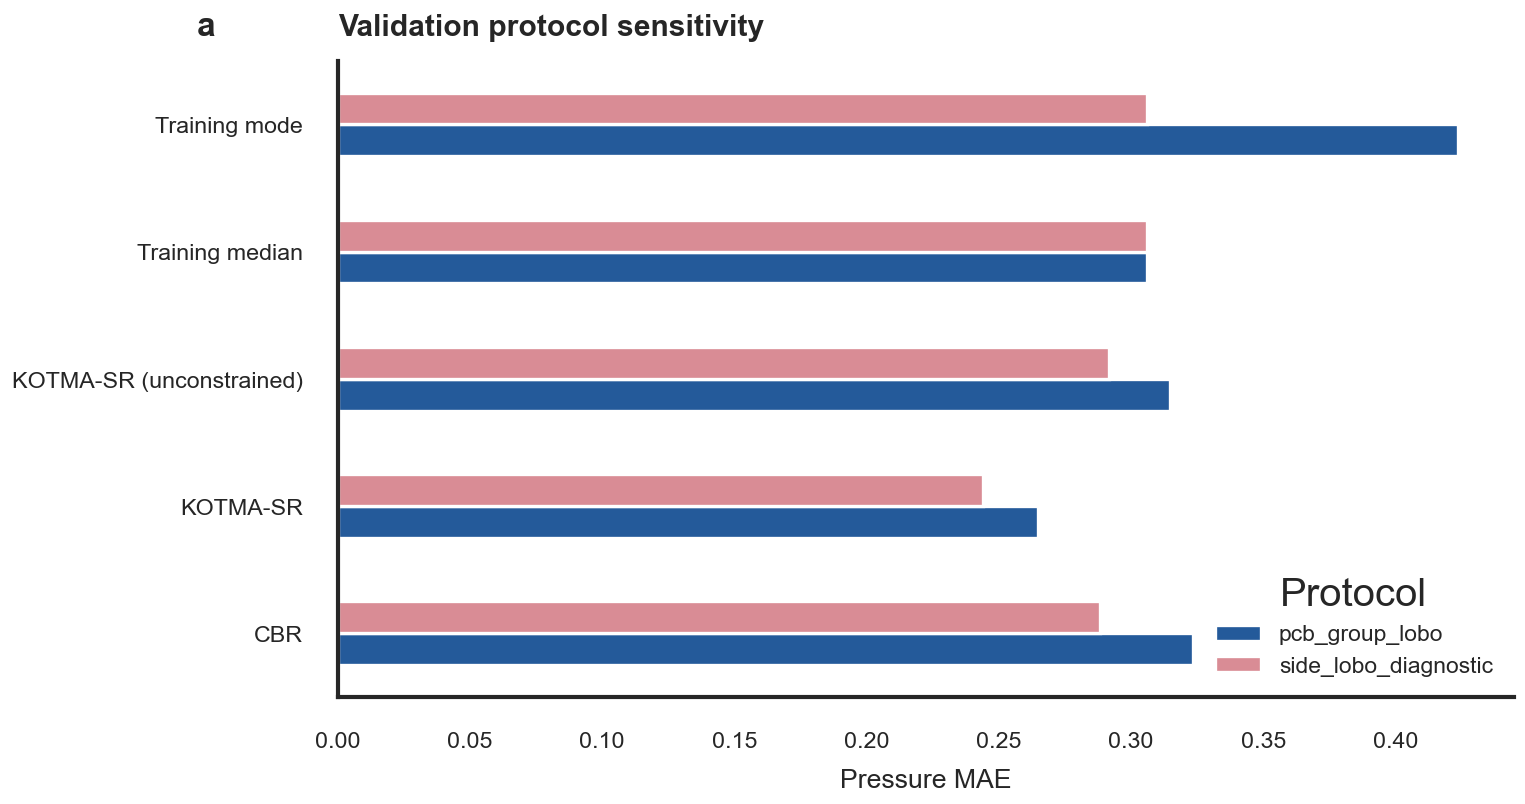 a Validation protocol sensitivity
Training mode
Training median
KOTMA-SR (unconstrained)
KOTMA-SR
CBR
Protocol
pcb_group_lobo
side_lobo_diagnostic
0.00 0.05 0.10 0.15 0.20 0.25 0.30 0.35 0.40
Pressure MAE